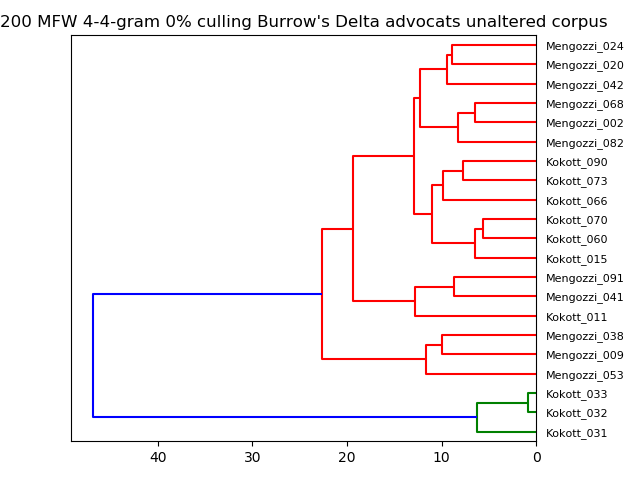 200 MFW 4-4-gram 0% culling Burrow's Delta advocats unaltered corpus
Mengozzi_024
Mengozzi_020
Mengozzi_042
Mengozzi_068
Mengozzi_002
Mengozzi_082
Kokott_090
Kokott_073
Kokott_066
Kokott_070
Kokott_060
Kokott_015
Mengozzi_091
Mengozzi_041
Kokott_011
Mengozzi_038
Mengozzi_009
Mengozzi_053
Kokott_033
Kokott_032
Kokott_031
40 30 20 10 0